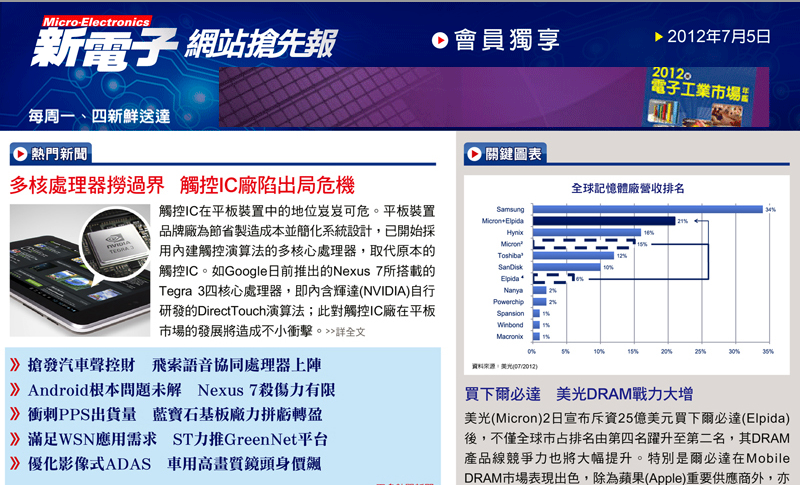 Micro-Electronics
新電子 網站搶先報
會員獨享
2012年7月5日
每周一、四新鮮送達
2012年版
電子工業市場年鑑
熱門新聞
多核處理器撈過界 觸控IC廠陷出局危機
NVIDIA
TEGRA 3
觸控IC在平板裝置中的地位岌岌可危。平板裝置
品牌廠為節省製造成本並簡化系統設計,已開始採
用內建觸控演算法的多核心處理器,取代原本的
觸控IC。如Google日前推出的Nexus 7所搭載的
Tegra 3四核心處理器,即內含輝達(NVIDIA)自行
研發的DirectTouch演算法;此對觸控IC廠在平板
市場的發展將造成不小衝擊。>>詳全文
搶發汽車聲控財 飛索語音協同處理器上陣
Android根本問題未解 Nexus 7殺傷力有限
衝刺PPS出貨量 藍寶石基板廠力拼虧轉盈
滿足WSN應用需求 ST力推GreenNet平台
優化影像式ADAS 車用高畫質鏡頭身價飆
關鍵圖表
全球記憶體廠營收排名
Samsung 34%
Micron+Elpida 21%
Hynix 16%
Micron² 15%
Toshiba³ 12%
SanDisk 10%
Elpida ⁴ 6%
Nanya 2%
Powerchip 2%
Spansion 1%
Winbond 1%
Macronix 1%
0% 5% 10% 15% 20% 25% 30% 35%
資料來源:美光(07/2012)
買下爾必達 美光DRAM戰力大增
美光(Micron)2日宣布斥資25億美元買下爾必達(Elpida)
後,不僅全球市占排名由第四名躍升至第二名,其DRAM
產品線競爭力也將大幅提升。特別是爾必達在Mobile
DRAM市場表現出色,除為蘋果(Apple)重要供應商外,亦